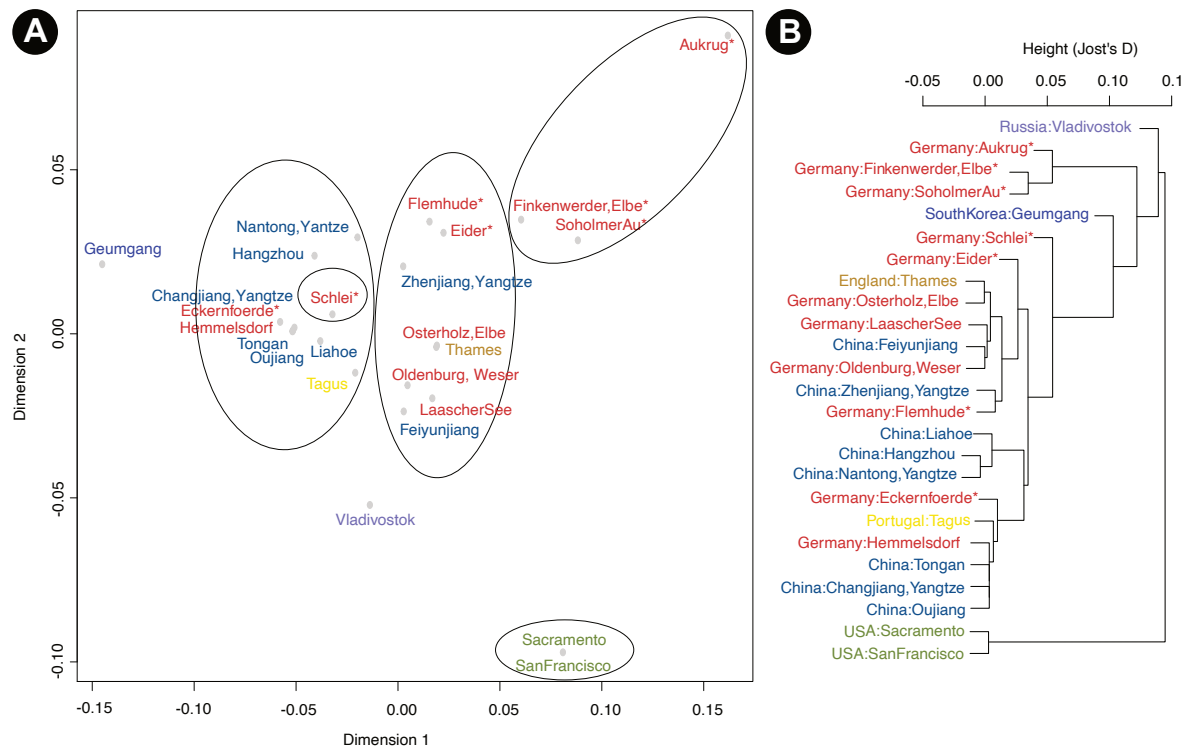 A
Aukrug*
Flemhude*
Finkenwerder,Elbe*
Eider*
SoholmerAu*
Nantong,Yantze
Geumgang
Hangzhou
Zhenjiang,Yangtze
Changjiang,Yangtze
Schlei*
Eckernfoerde*
Hemmelsdorf
Osterholz,Elbe
Tongan
Thames
Oujiang
Liahoe
Tagus
Oldenburg, Weser
LaascherSee
Feiyunjiang
Vladivostok
Sacramento
SanFrancisco
0.05
0.00
-0.05
-0.10
Dimension 2
-0.15
-0.10
-0.05
0.00
0.05
0.10
0.15
Dimension 1
B
Height (Jost's D)
-0.05
0.00
0.05
0.10
0.1
Russia:Vladivostok
Germany:Aukrug*
Germany:Finkenwerder,Elbe*
Germany:SoholmerAu*
SouthKorea:Geumgang
Germany:Schlei*
Germany:Eider*
England:Thames
Germany:Osterholz,Elbe
Germany:LaascherSee
China:Feiyunjiang
Germany:Oldenburg,Weser
China:Zhenjiang,Yangtze
Germany:Flemhude*
China:Liahoe
China:Hangzhou
China:Nantong,Yangtze
Germany:Eckernfoerde*
Portugal:Tagus
Germany:Hemmelsdorf
China:Tongan
China:Changjiang,Yangtze
China:Oujiang
USA:Sacramento
USA:SanFrancisco